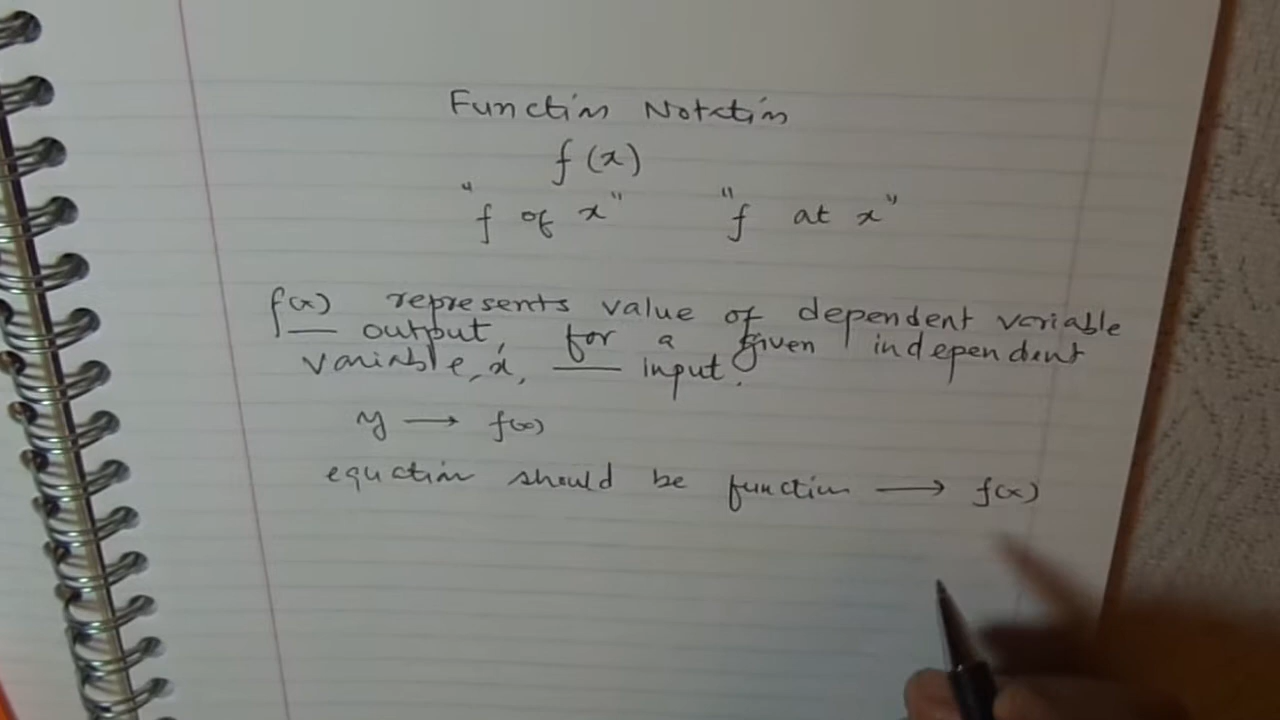 Function Notation
f(x)
"f of x" "f at x"
f(x) represents value of dependent variable
— output, for a given independent
variable, x, — input.
y → f(x)
equation should be function → f(x)